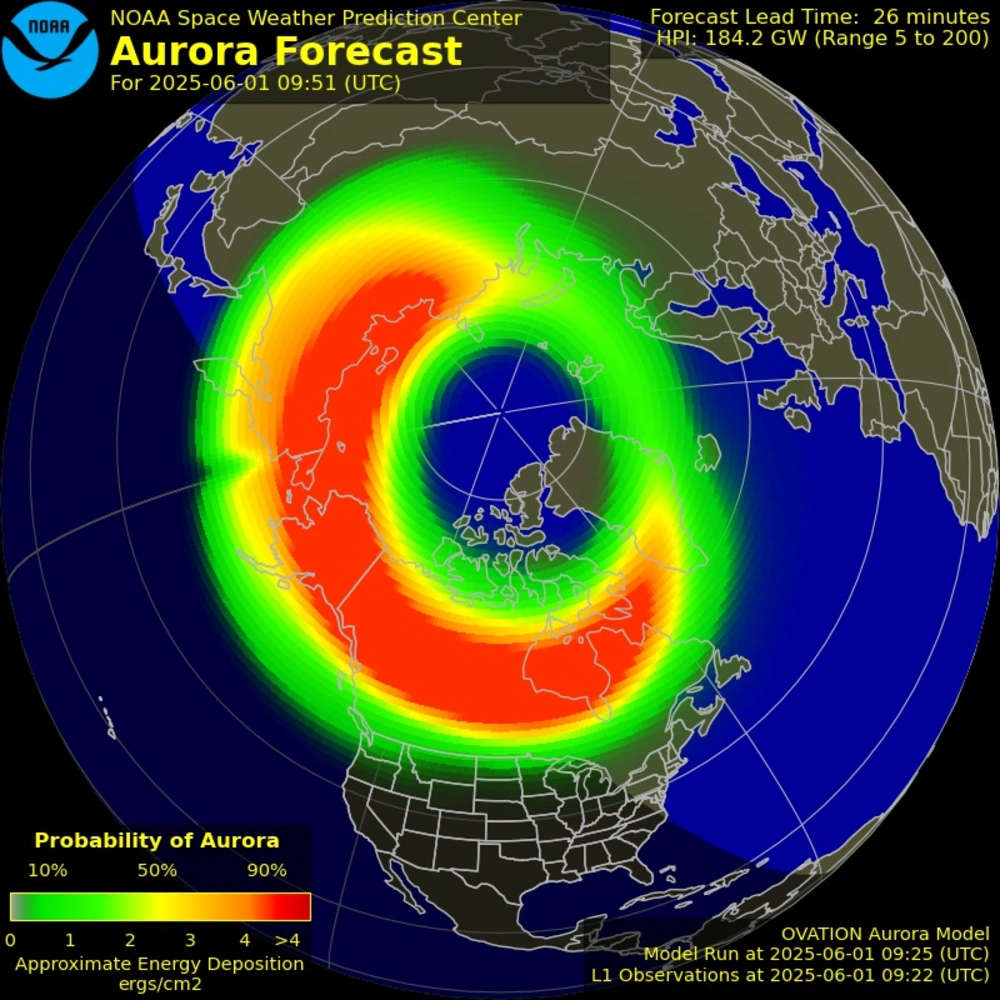 NOAA
NOAA Space Weather Prediction Center
Aurora Forecast
For 2025-06-01 09:51 (UTC)
Forecast Lead Time: 26 minutes
HPI: 184.2 GW (Range 5 to 200)
Probability of Aurora
10% 50% 90%
0 1 2 3 4 >4
Approximate Energy Deposition
ergs/cm2
OVATION Aurora Model
Model Run at 2025-06-01 09:25 (UTC)
L1 Observations at 2025-06-01 09:22 (UTC)